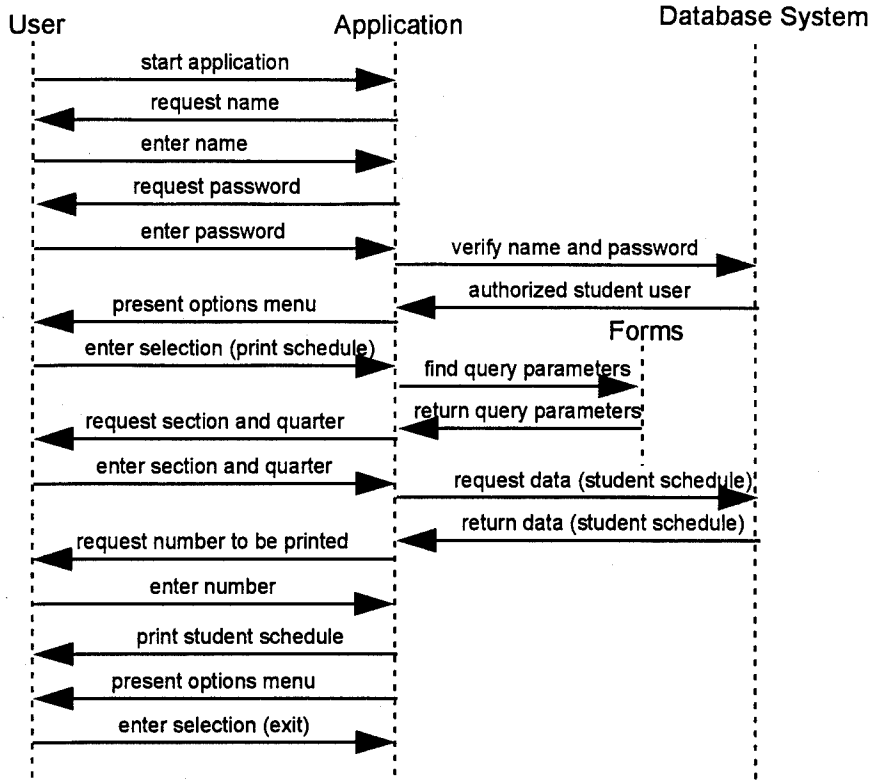 User
Application
Database System
start application
request name
enter name
request password
enter password
verify name and password
authorized student user
present options menu
Forms
enter selection (print schedule)
find query parameters
return query parameters
request section and quarter
enter section and quarter
request data (student schedule)
return data (student schedule)
request number to be printed
enter number
print student schedule
present options menu
enter selection (exit)